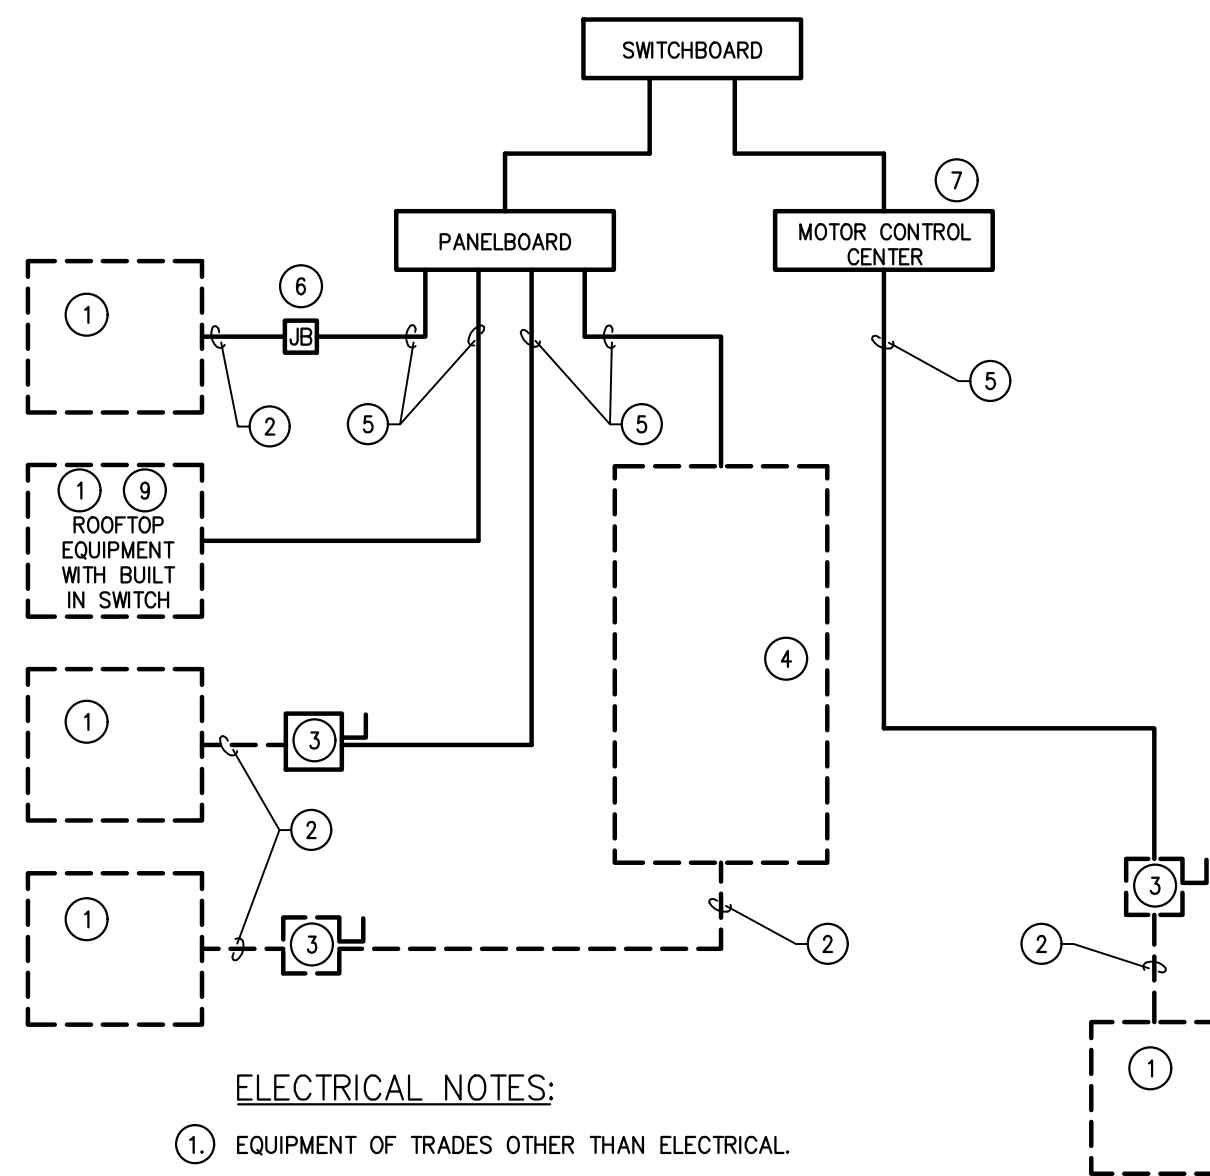 SWITCHBOARD
7
PANELBOARD
MOTOR CONTROL
CENTER
6
1
JB
5
2
5
5
1 9
ROOFTOP
EQUIPMENT
WITH BUILT
IN SWITCH
4
1
3
2
3
1
3
2
2
1
ELECTRICAL NOTES:
1. EQUIPMENT OF TRADES OTHER THAN ELECTRICAL.